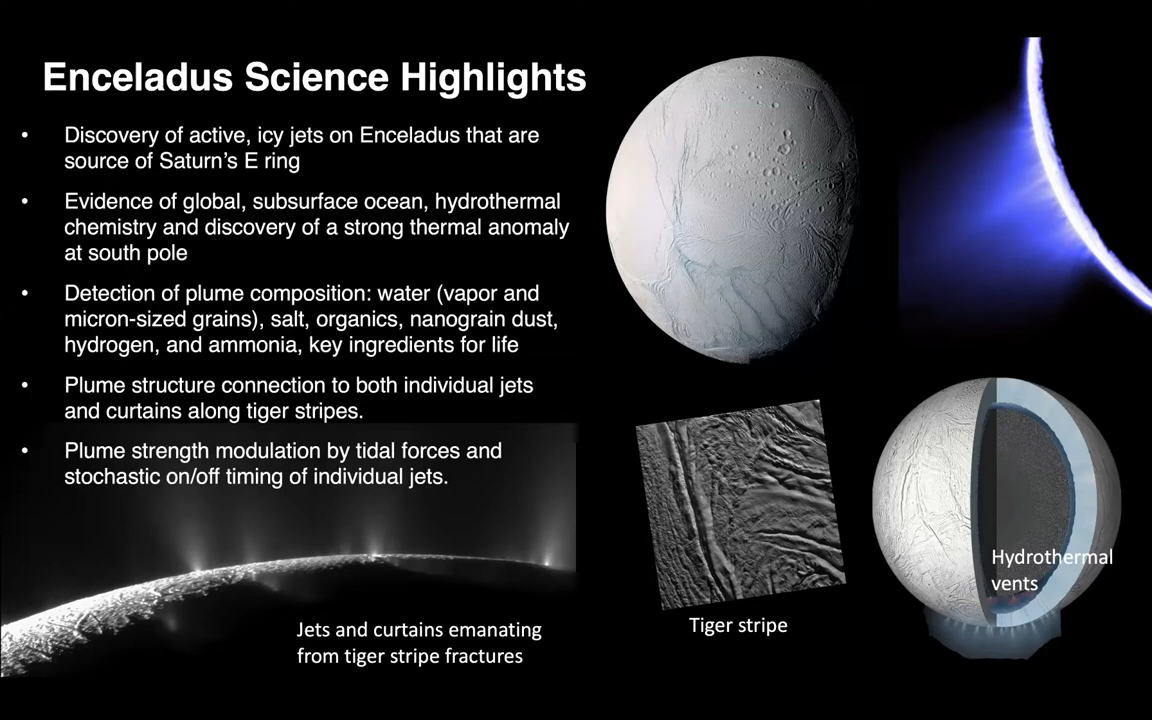 Enceladus Science Highlights
• Discovery of active, icy jets on Enceladus that are
source of Saturn's E ring
• Evidence of global, subsurface ocean, hydrothermal
chemistry and discovery of a strong thermal anomaly
at south pole
• Detection of plume composition: water (vapor and
micron-sized grains), salt, organics, nanograin dust,
hydrogen, and ammonia, key ingredients for life
• Plume structure connection to both individual jets
and curtains along tiger stripes.
• Plume strength modulation by tidal forces and
stochastic on/off timing of individual jets.
Jets and curtains emanating
from tiger stripe fractures
Tiger stripe
Hydrothermal
vents